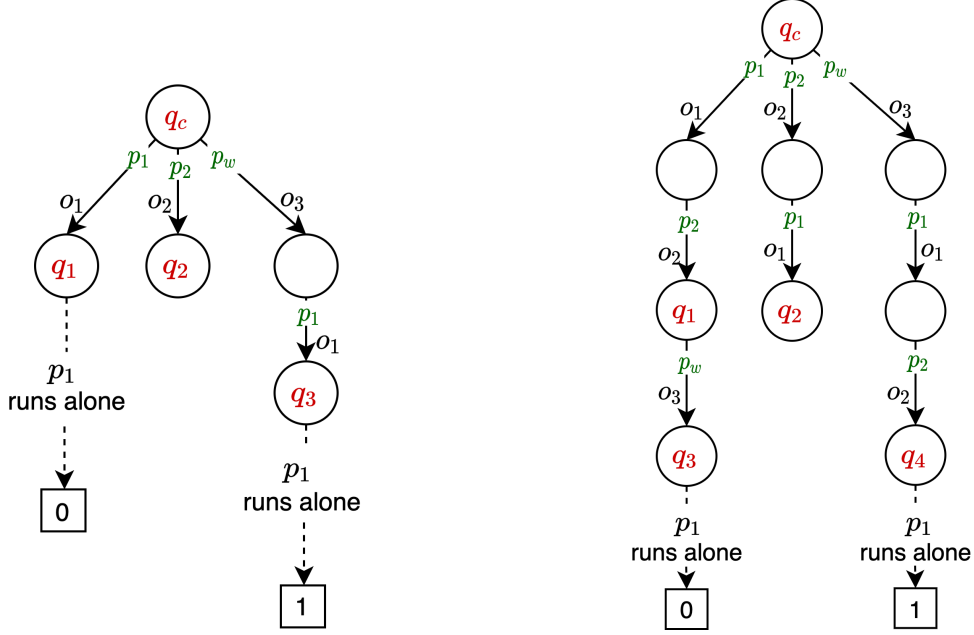 q_c
p_1 p_2 p_w
o_1 o_2 o_3
q_1 q_2
p_1
o_1
q_3
p_1
runs alone
0
p_1
runs alone
1
q_c
p_1 p_2 p_w
o_1 o_2 o_3
p_2 p_1 p_1
o_2 o_1 o_1
q_1 q_2
p_w p_2
o_3 o_2
q_3 q_4
p_1 p_1
runs alone runs alone
0 1